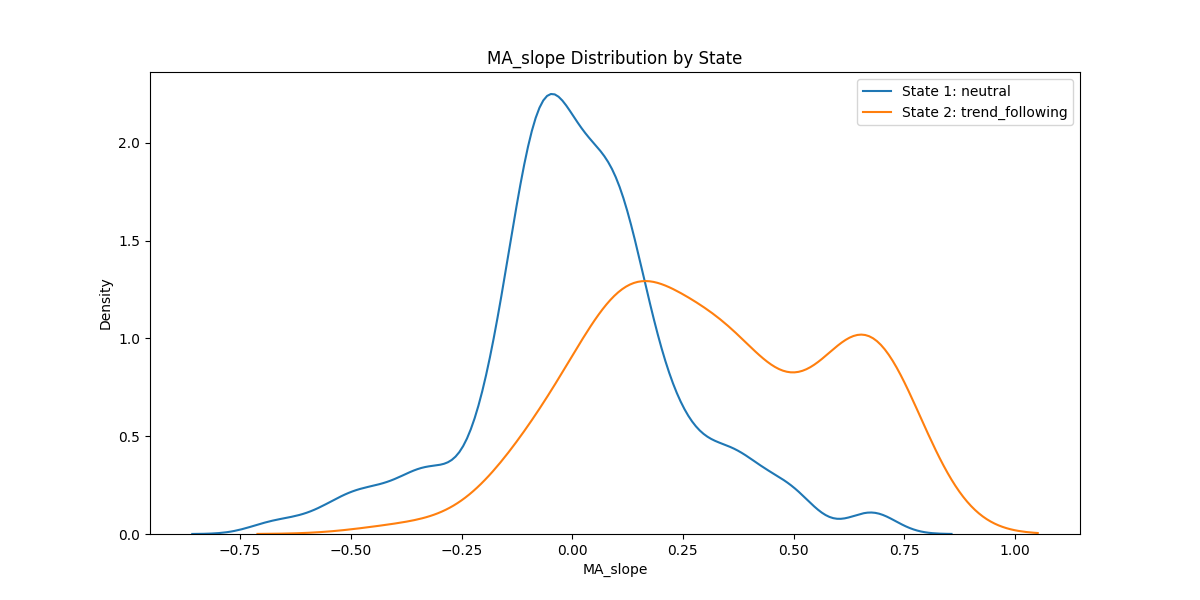 MA_slope Distribution by State
State 1: neutral
State 2: trend_following
Density
2.0
1.5
1.0
0.5
0.0
−0.75
−0.50
−0.25
0.00
0.25
0.50
0.75
1.00
MA_slope